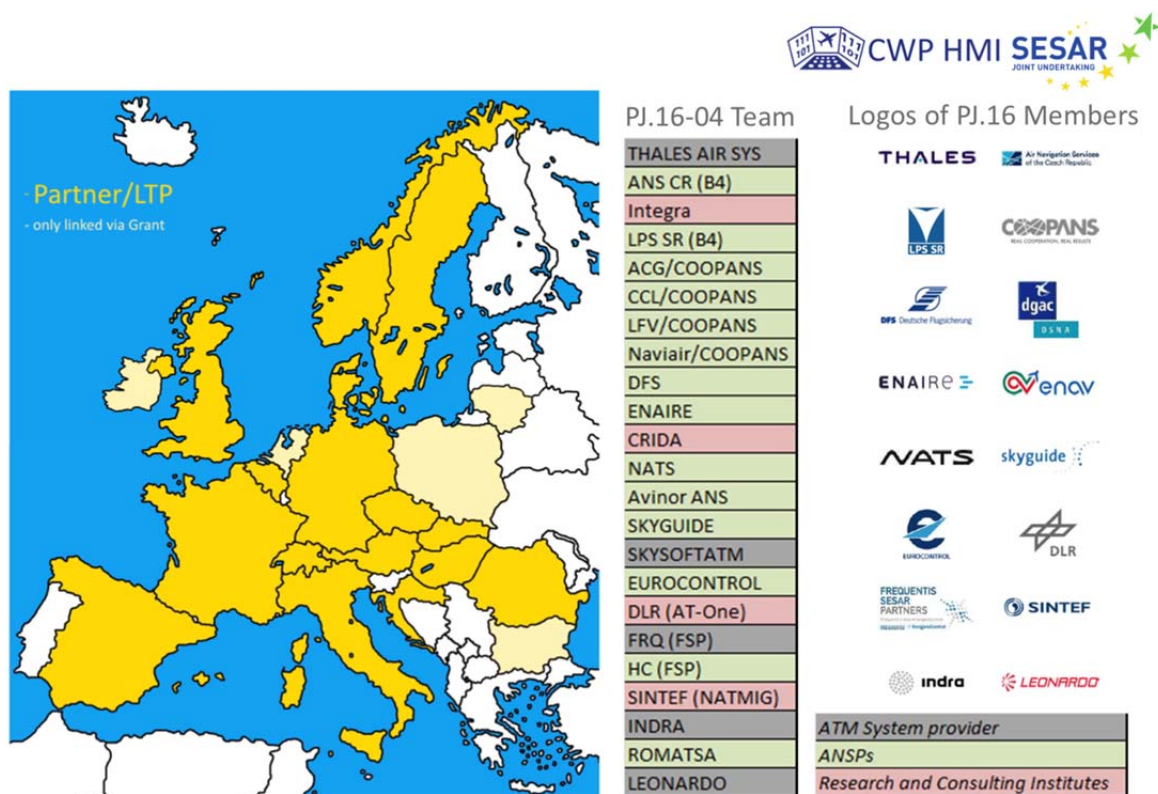 111
101
111
101
CWP HMI SESAR
JOINT UNDERTAKING
- Partner/LTP
- only linked via Grant
PJ.16-04 Team
THALES AIR SYS
ANS CR (B4)
Integra
LPS SR (B4)
ACG/COOPANS
CCL/COOPANS
LFV/COOPANS
Naviair/COOPANS
DFS
ENAIRE
CRIDA
NATS
Avinor ANS
SKYGUIDE
SKYSOFTATM
EUROCONTROL
DLR (AT-One)
FRQ (FSP)
HC (FSP)
SINTEF (NATMIG)
INDRA
ROMATSA
LEONARDO
Logos of PJ.16 Members
THALES
Air Navigation Services
of the Czech Republic
LPS SR
COOPANS
REAL COOPERATION, REAL RESULTS
DFS Deutsche Flugsicherung
dgac
DSNA
ENAIRE
enav
NATS
skyguide
EUROCONTROL
DLR
FREQUENTIS
SESAR
PARTNERS
SINTEF
indra
LEONARDO
ATM System provider
ANSPs
Research and Consulting Institutes